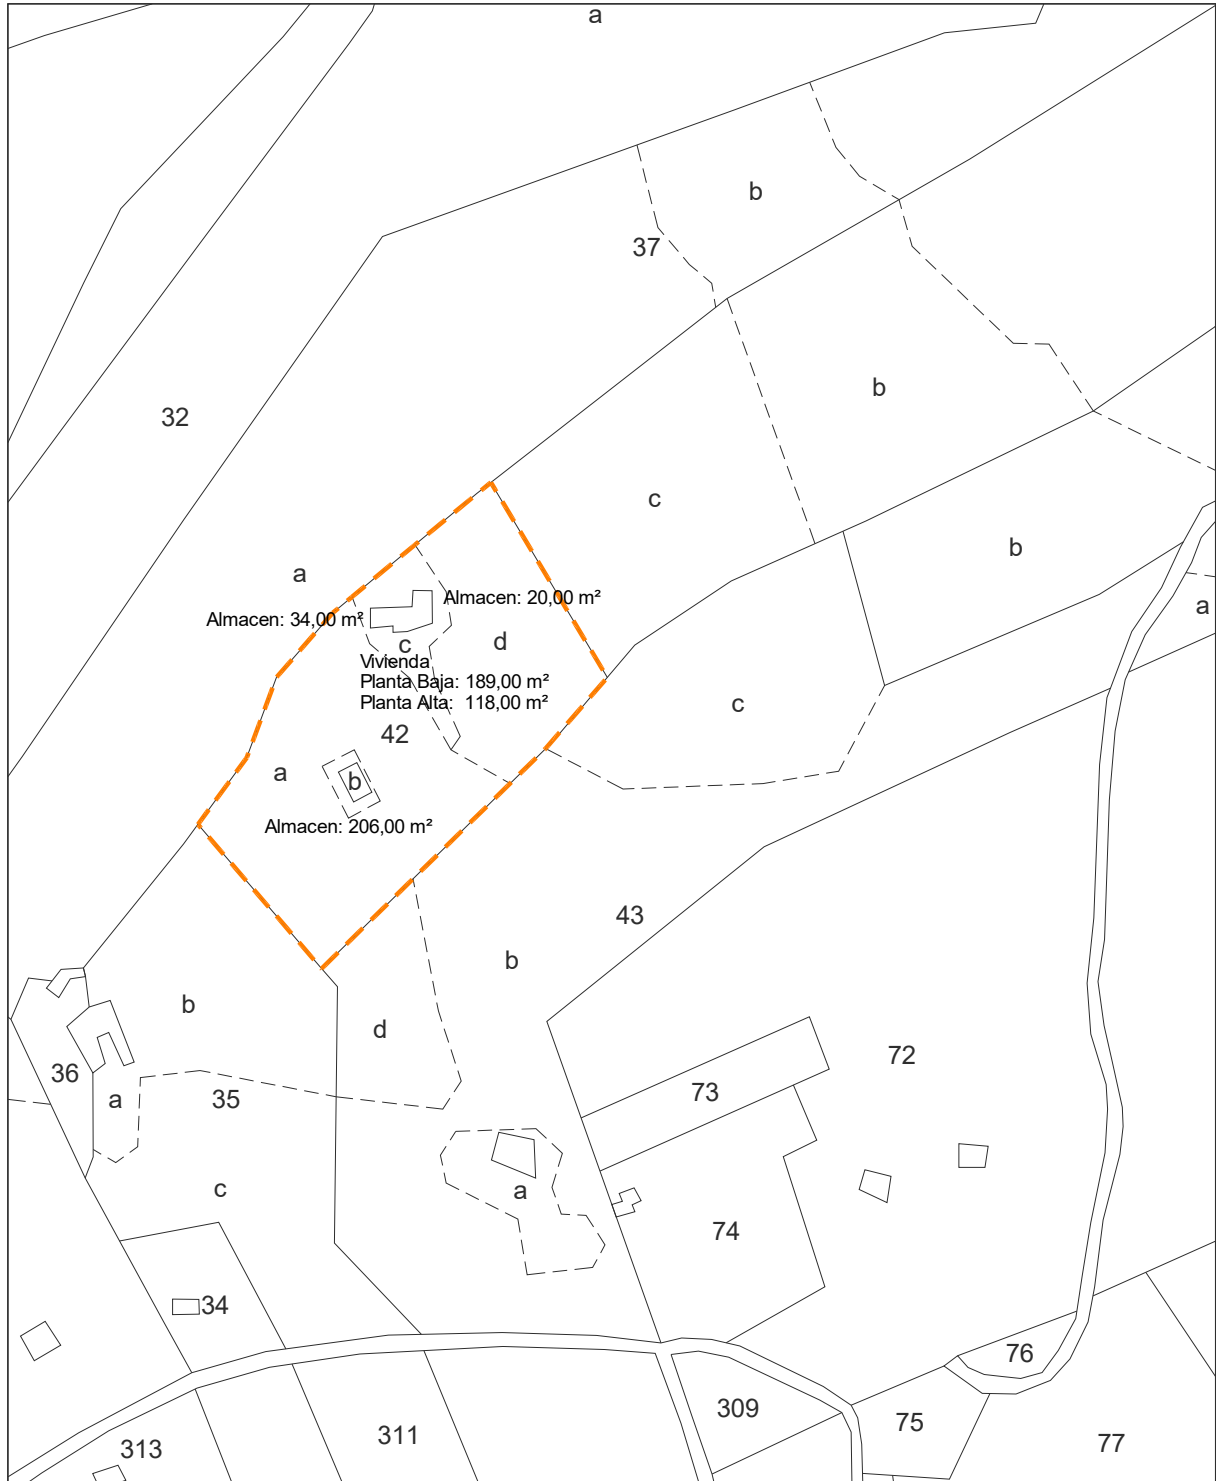 a
b
37
b
32
c
b
a
Almacen: 20,00 m²
a
Almacen: 34,00 m²
d
c
Vivienda
Planta Baja: 189,00 m²
Planta Alta: 118,00 m²
c
42
a
b
Almacen: 206,00 m²
43
b
b
d
72
36
73
a
35
c
a
74
34
76
309
75
311
77
313